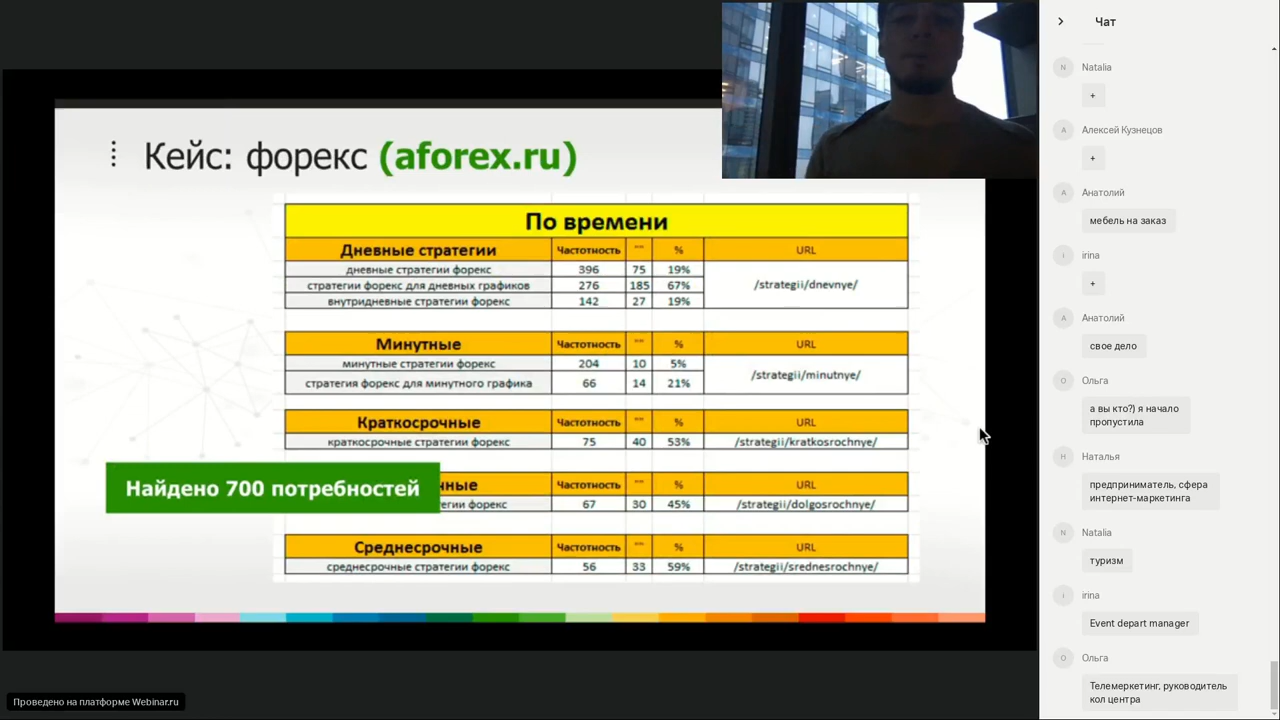 Кейс: форекс (aforex.ru)
По времени
Дневные стратегии Частотность "" % URL
дневные стратегии форекс 396 75 19% /strategii/dnevnye/
стратегии форекс для дневных графиков 276 185 67%
внутридневные стратегии форекс 142 27 19%
Минутные Частотность "" % URL
минутные стратегии форекс 204 10 5% /strategii/minutnye/
стратегия форекс для минутного графика 66 14 21%
Краткосрочные Частотность "" % URL
краткосрочные стратегии форекс 75 40 53% /strategii/kratkosrochnye/
Частотность "" % URL
форекс 67 30 45% /strategii/dolgosrochnye/
Найдено 700 потребностей
Среднесрочные Частотность "" % URL
среднесрочные стратегии форекс 56 33 59% /strategii/srednesrochnye/
Проведено на платформе Webinar.ru
Чат
N Natalia
+
А Алексей Кузнецов
+
А Анатолий
мебель на заказ
i irina
+
А Анатолий
свое дело
О Ольга
а вы кто?) я начало
пропустила
Н Наталья
предприниматель, сфера
интернет-маркетинга
N Natalia
туризм
i irina
Event depart manager
О Ольга
Телемеркетинг, руководитель
кол центра